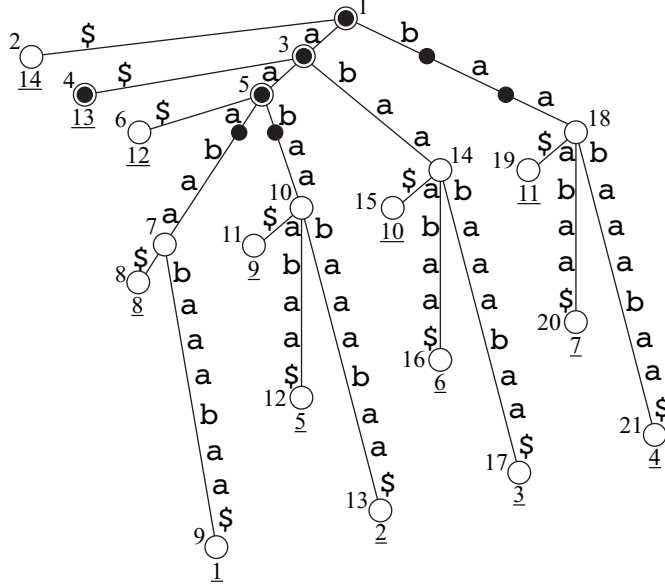 1
$ a b
2 3
$ a b a
14 4 5
a a
$ a b
13 6 18
a b a $ a b
12 14 19
a a $ a b 11 b a
10 15
a $ a b b a a a
7 10
11
$ b 9 b a a a a a
8
8 a a a a a $ b
20
a a a $ b a 7
16
a $ b 6 a a
12
b a a $
5 21
a a $ 4
17
a $ 3
13
$ 2
9
1